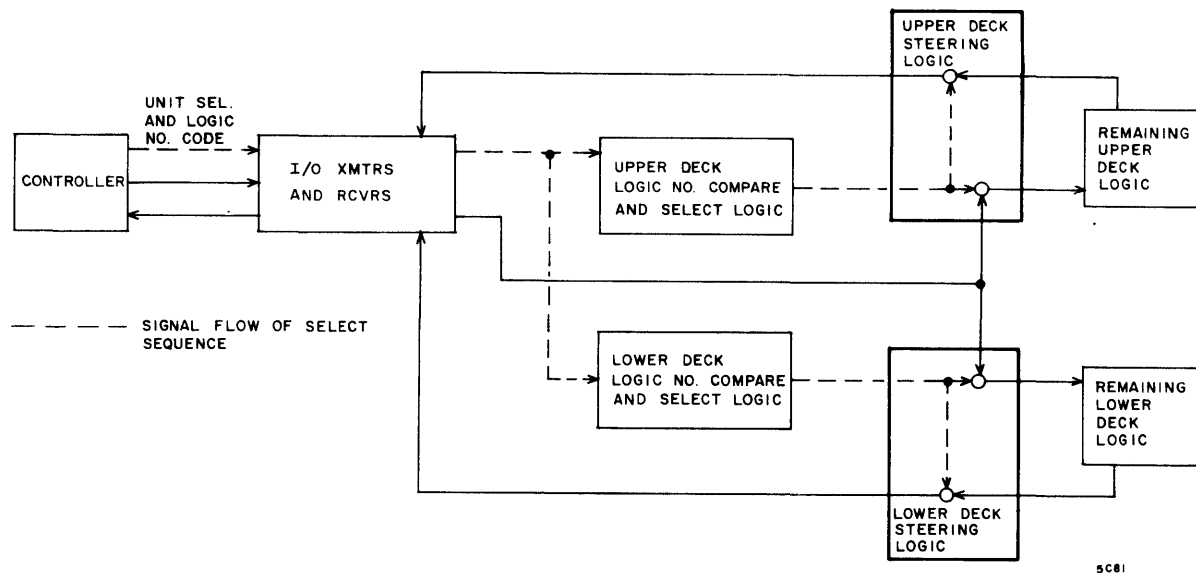 UPPER DECK
STEERING
LOGIC
UNIT SEL.
AND LOGIC
NO. CODE
CONTROLLER
I/O XMTRS
AND RCVRS
UPPER DECK
LOGIC NO. COMPARE
AND SELECT LOGIC
REMAINING
UPPER
DECK
LOGIC
SIGNAL FLOW OF SELECT
SEQUENCE
LOWER DECK
LOGIC NO. COMPARE
AND SELECT LOGIC
REMAINING
LOWER
DECK
LOGIC
LOWER DECK
STEERING
LOGIC
5C81